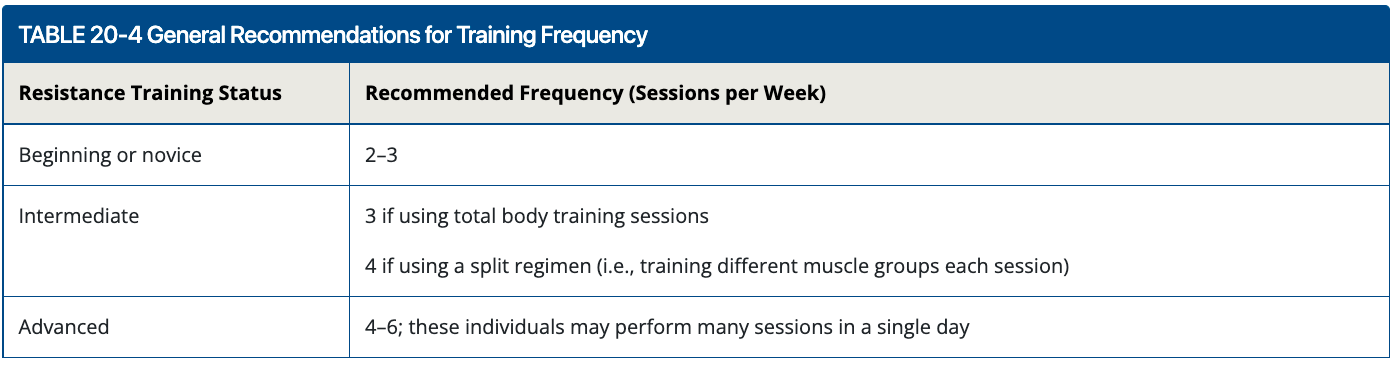 TABLE 20-4 General Recommendations for Training Frequency
Resistance Training Status
Recommended Frequency (Sessions per Week)
Beginning or novice
2–3
Intermediate
3 if using total body training sessions
4 if using a split regimen (i.e., training different muscle groups each session)
Advanced
4–6; these individuals may perform many sessions in a single day